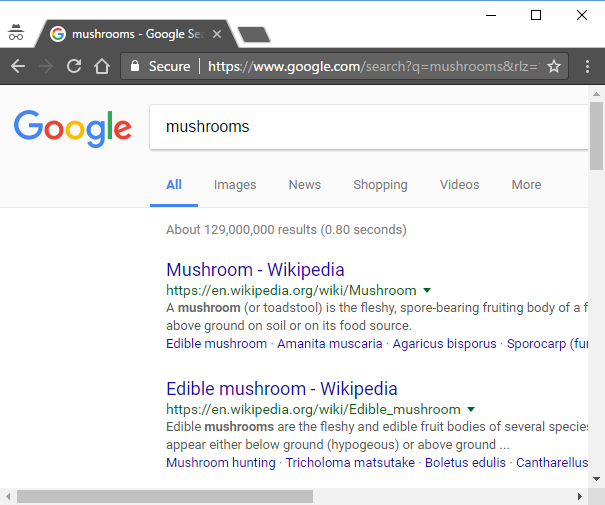 mushrooms - Google Se
Secure https://www.google.com/search?q=mushrooms&rlz=
Google
mushrooms
All Images News Shopping Videos More
About 129,000,000 results (0.80 seconds)
Mushroom - Wikipedia
https://en.wikipedia.org/wiki/Mushroom
A mushroom (or toadstool) is the fleshy, spore-bearing fruiting body of a f
above ground on soil or on its food source.
Edible mushroom · Amanita muscaria · Agaricus bisporus · Sporocarp (fu
Edible mushroom - Wikipedia
https://en.wikipedia.org/wiki/Edible_mushroom
Edible mushrooms are the fleshy and edible fruit bodies of several specie
appear either below ground (hypogeous) or above ground ...
Mushroom hunting · Tricholoma matsutake · Boletus edulis · Cantharellus